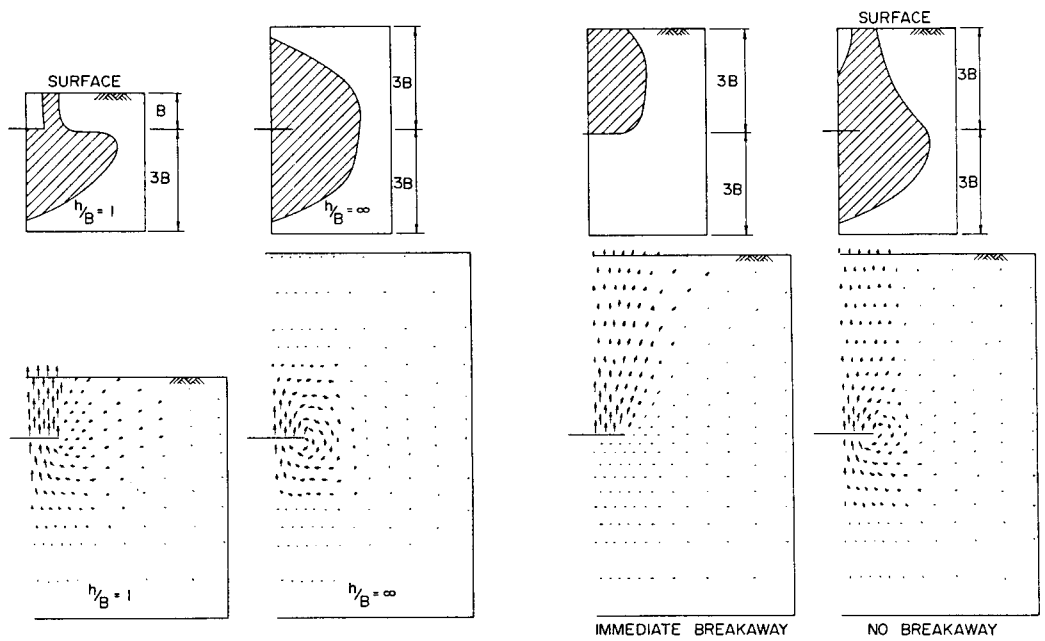 SURFACE
B
3B
h/B = 1
3B
3B
h/B = ∞
3B
3B
SURFACE
3B
3B
h/B = 1
h/B = ∞
IMMEDIATE BREAKAWAY
NO BREAKAWAY